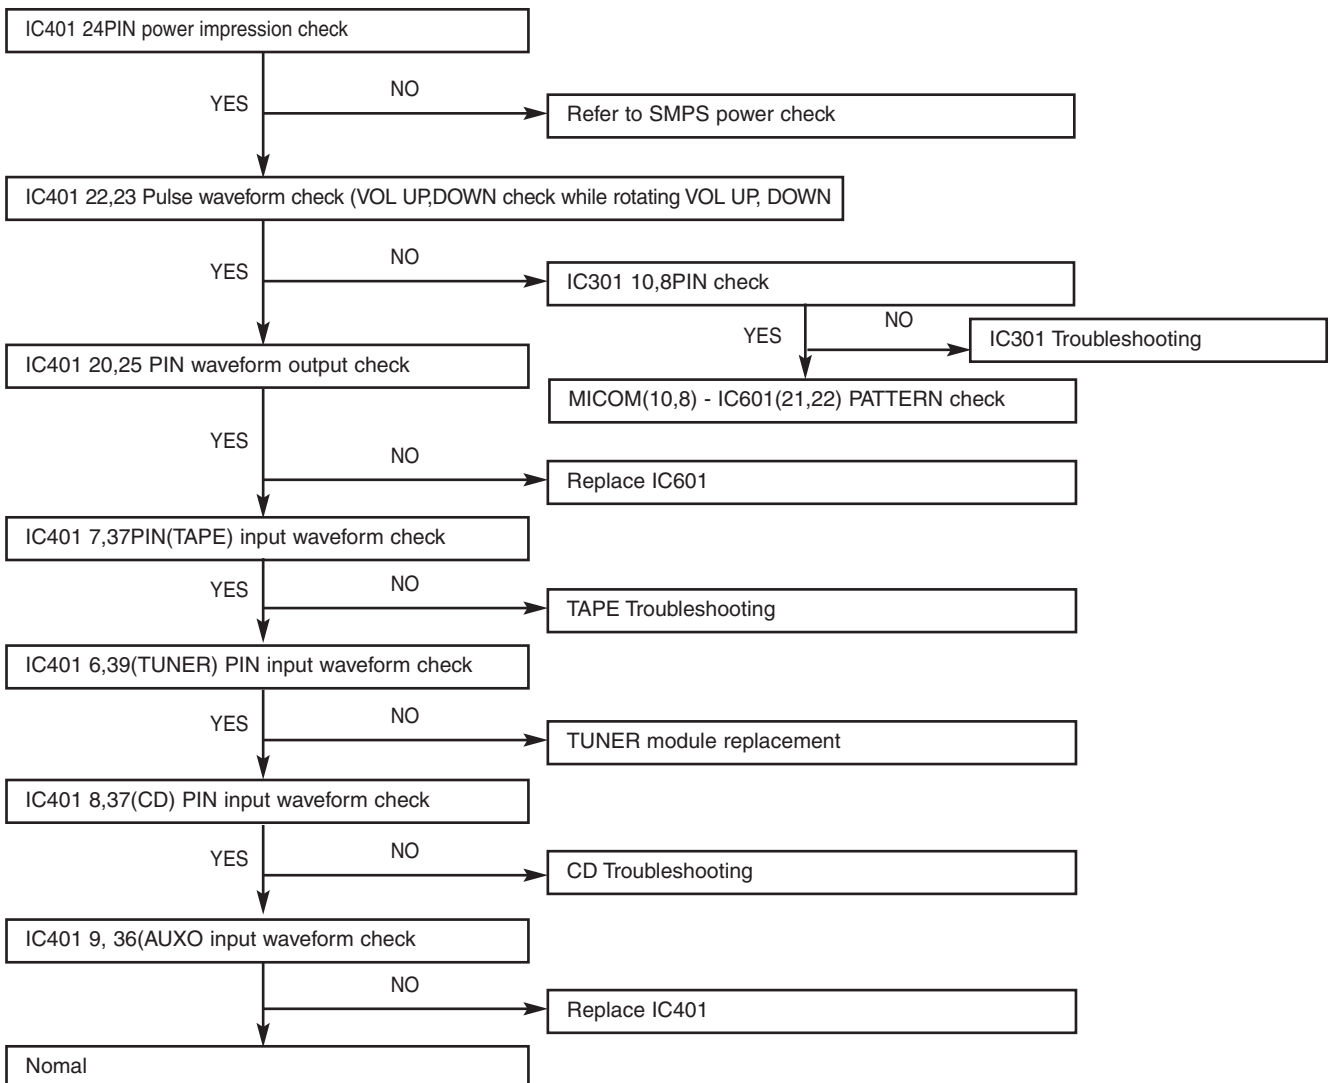 IC401 24PIN power impression check
YES
NO
Refer to SMPS power check
IC401 22,23 Pulse waveform check (VOL UP,DOWN check while rotating VOL UP, DOWN
YES
NO
IC301 10,8PIN check
YES
NO
IC301 Troubleshooting
IC401 20,25 PIN waveform output check
MICOM(10,8) - IC601(21,22) PATTERN check
YES
NO
Replace IC601
IC401 7,37PIN(TAPE) input waveform check
YES
NO
TAPE Troubleshooting
IC401 6,39(TUNER) PIN input waveform check
YES
NO
TUNER module replacement
IC401 8,37(CD) PIN input waveform check
YES
NO
CD Troubleshooting
IC401 9, 36(AUXO input waveform check
NO
Replace IC401
Nomal